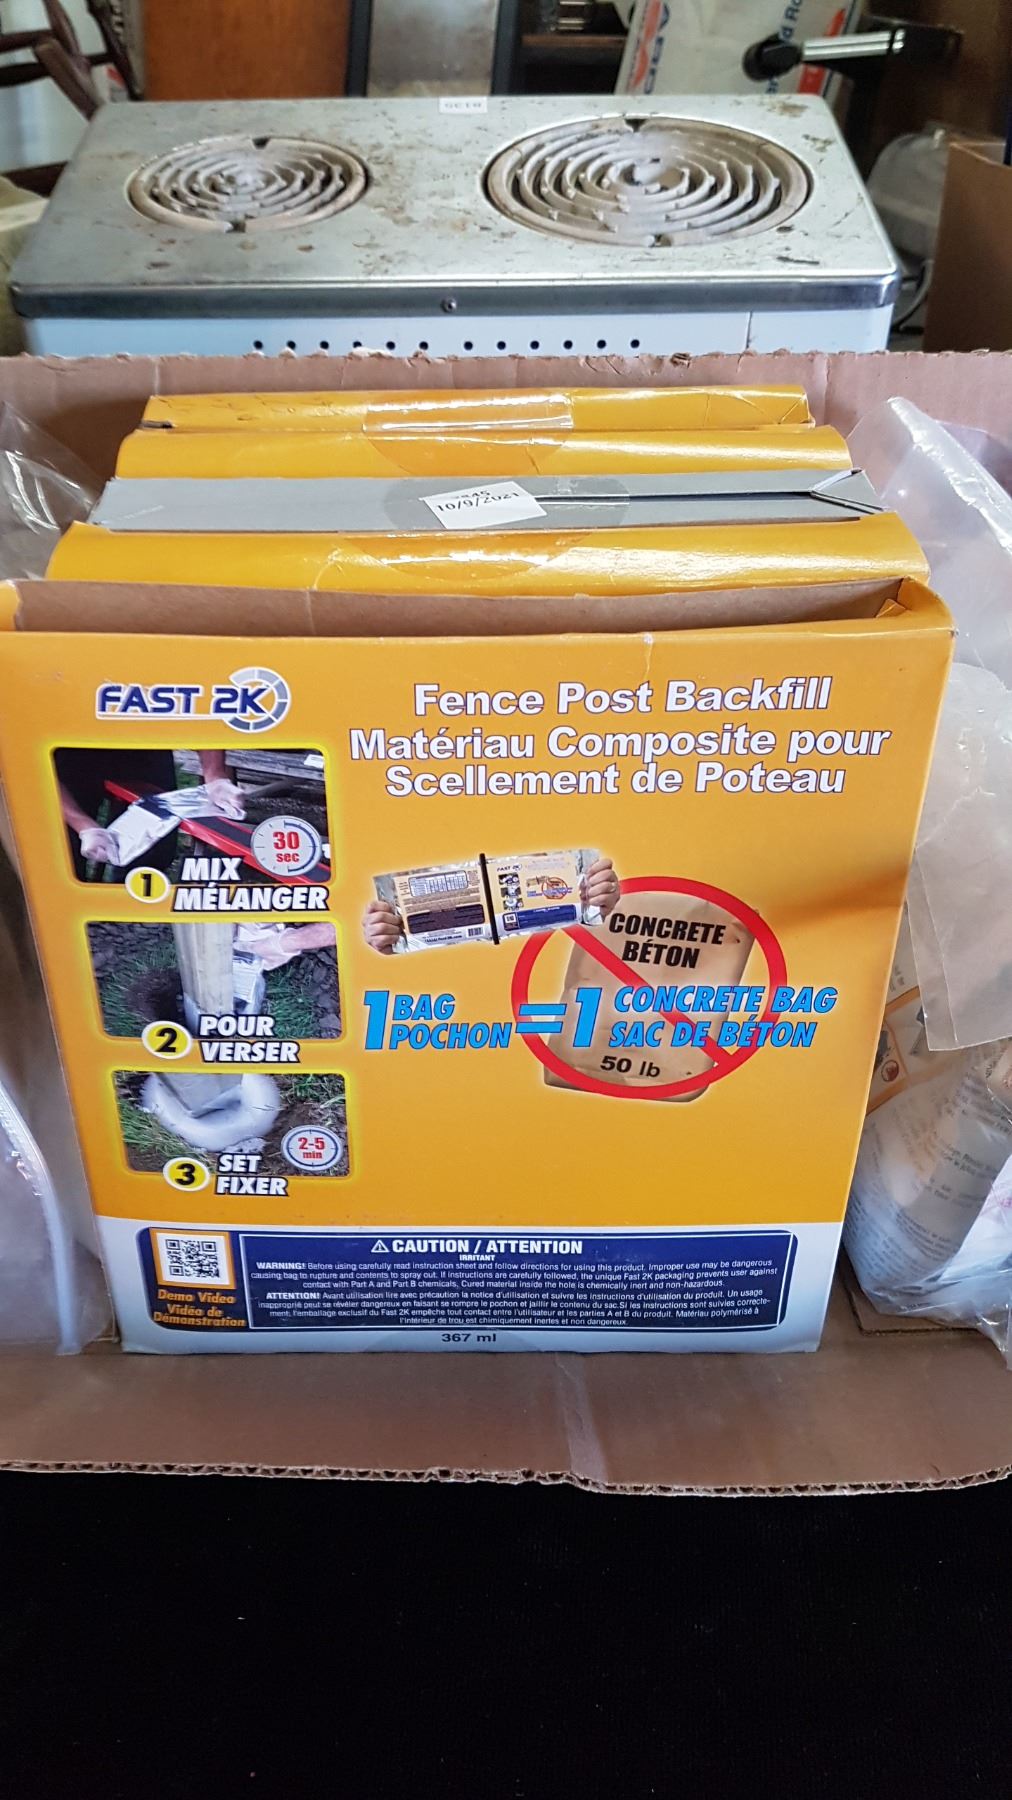 10/9/2021
FAST 2K
Fence Post Backfill
Matériau Composite pour
Scellement de Poteau
30
sec
1
MIX
MÉLANGER
2
POUR
VERSER
2-5
min
3
SET
FIXER
CONCRETE
BÉTON
1 BAG
POCHON
=
1 CONCRETE BAG
SAC DE BÉTON
50 lb
Demo Video
Vidéo de
Démonstration
CAUTION / ATTENTION
IRRITANT
WARNING! Before using carefully read instruction sheet and follow directions for using this product. Improper use may be dangerous
causing bag to rupture and contents to spray out. If instructions are carefully followed, the unique Fast 2K packaging prevents user against
contact with Part A and Part B chemicals, Cured material inside the hole is chemically inert and non-hazardous.
ATTENTION! Avant utilisation lire avec précaution la notice d'utilisation et suivre les instructions d'utilisation du produit. Un usage
inapproprié peut se révéler dangereux en faisant se rompre le pochon et jaillir le contenu du sac.Si les instructions sont suivies correcte-
ment, l'emballage exclusif du Fast 2K empêche tout contact entre l'utilisateur et les parties A et B du produit. Matériau polymérisé à
l'intérieur de trou est chimiquement inertes et non dangereux.
367 ml